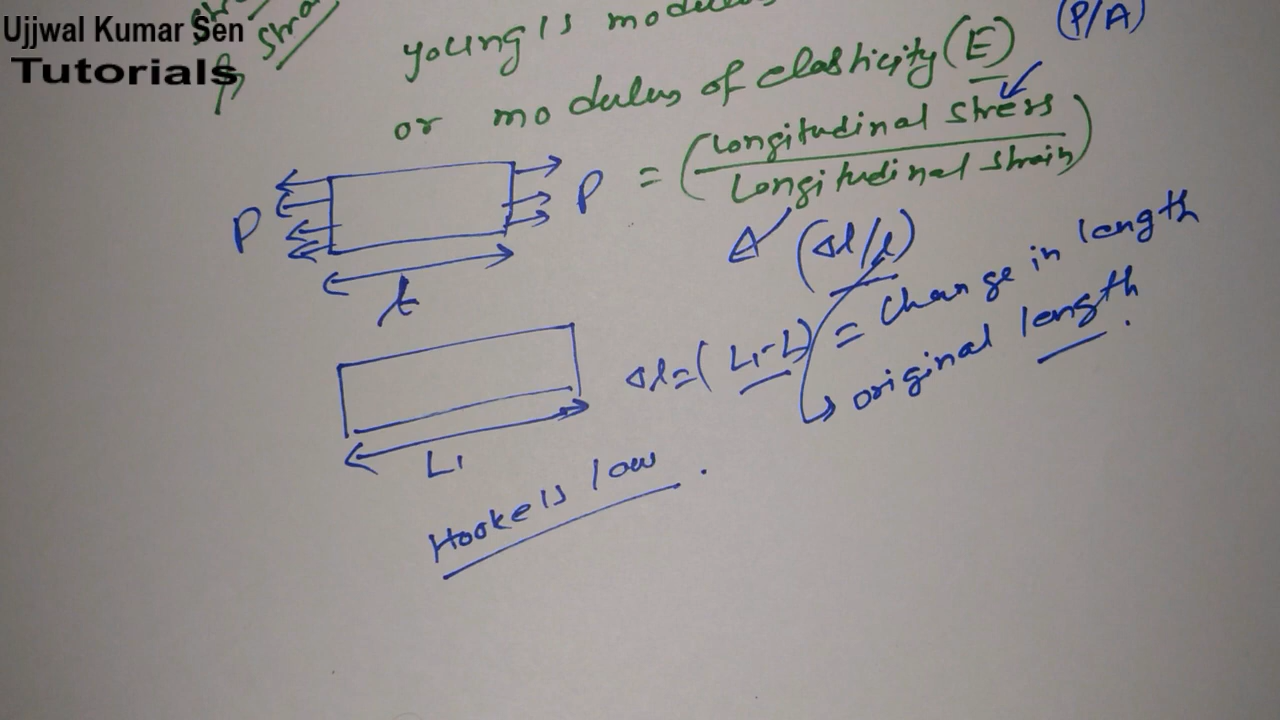 Ujjwal Kumar Sen
Tutorials
young's modulus
or modulus of elasticity (E)
(P/A)
= (Longitudinal Stress
Longitudinal Strain)
P
P
l
(Δl/l)
Δl=(L1-L) = Change in length
original length.
L1
Hooke's law.